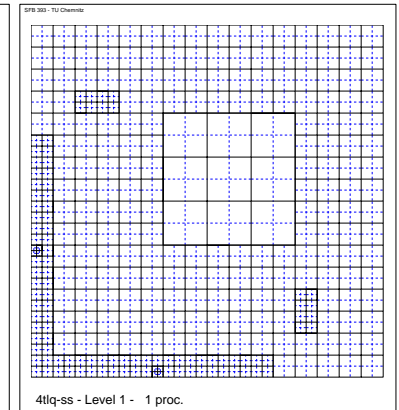 SFB 393 - TU Chemnitz
4tlq-ss - Level 1 - 1 proc.